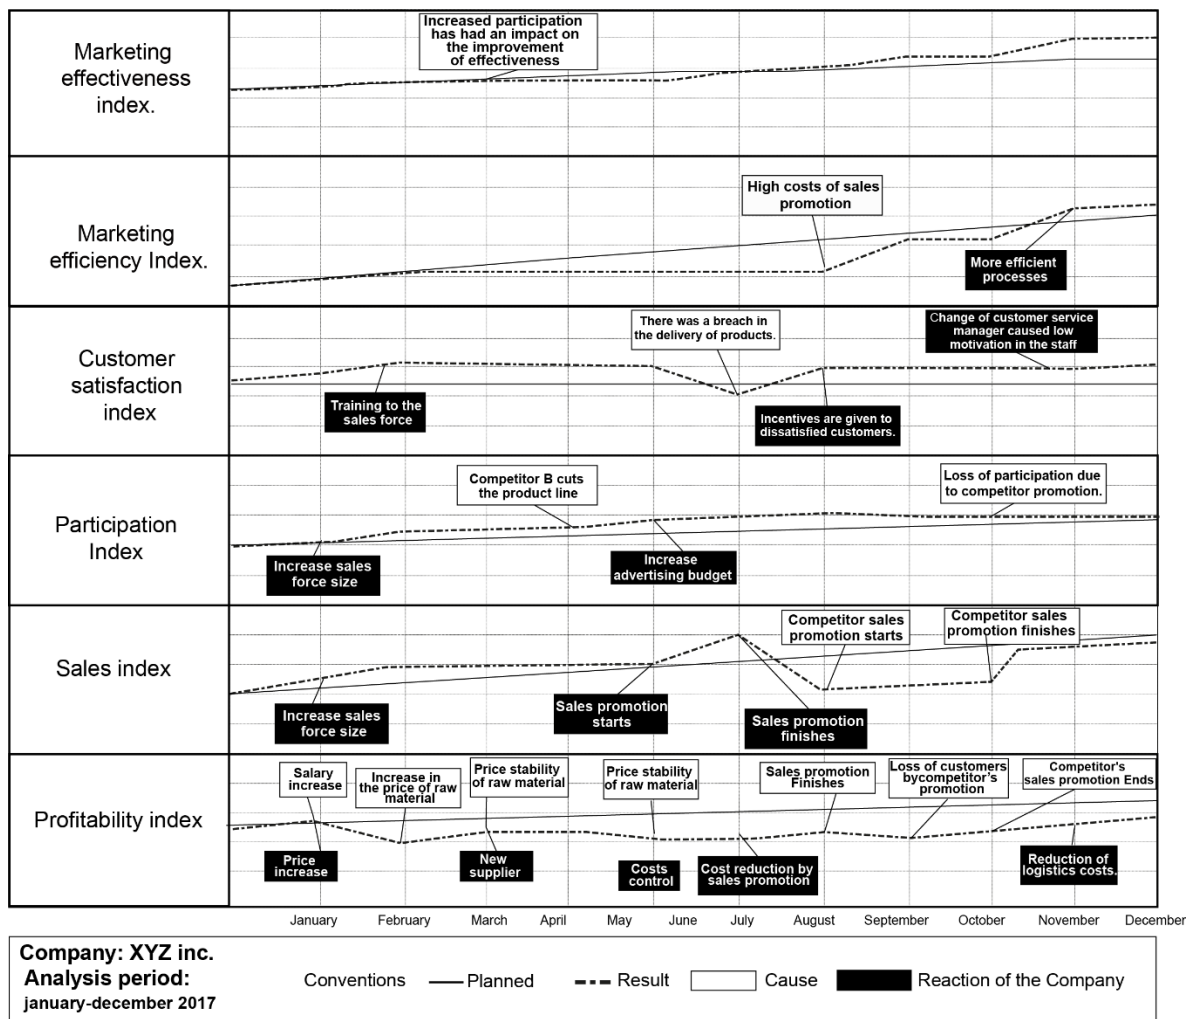 Marketing
effectiveness
index.
Increased participation
has had an impact on
the improvement
of effectiveness
Marketing
efficiency Index.
High costs of sales
promotion
More efficient
processes
Customer
satisfaction
index
There was a breach in
the delivery of products.
Change of customer service
manager caused low
motivation in the staff
Training to the
sales force
Incentives are given to
dissatisfied customers.
Participation
Index
Competitor B cuts
the product line
Loss of participation due
to competitor promotion.
Increase sales
force size
Increase
advertising budget
Sales index
Competitor sales
promotion starts
Competitor sales
promotion finishes
Increase sales
force size
Sales promotion
starts
Sales promotion
finishes
Profitability index
Salary
increase
Increase in
the price of raw
material
Price stability
of raw material
Price stability
of raw material
Sales promotion
Finishes
Loss of customers
bycompetitor's
promotion
Competitor's
sales promotion Ends
Price
increase
New
supplier
Costs
control
Cost reduction by
sales promotion
Reduction of
logistics costs.
January February March April May June July August September October November December
Company: XYZ inc.
Analysis period:
january-december 2017
Conventions Planned Result Cause Reaction of the Company